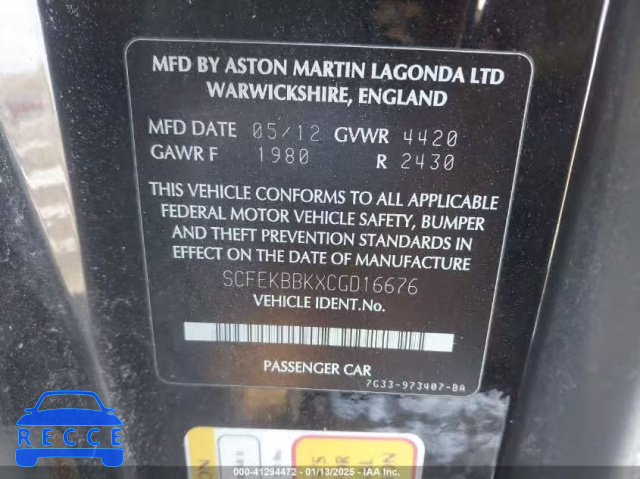 MFD BY ASTON MARTIN LAGONDA LTD
WARWICKSHIRE, ENGLAND
MFD DATE 05/12 GVWR 4420
GAWR F 1980 R 2430
THIS VEHICLE CONFORMS TO ALL APPLICABLE
FEDERAL MOTOR VEHICLE SAFETY, BUMPER
AND THEFT PREVENTION STANDARDS IN
EFFECT ON THE DATE OF MANUFACTURE
SCFEKBBKXCGD16676
VEHICLE IDENT.No.
PASSENGER CAR
7G33-973407-BA
RECCE
000-41294472 — 01/13/2025 — IAA Inc.